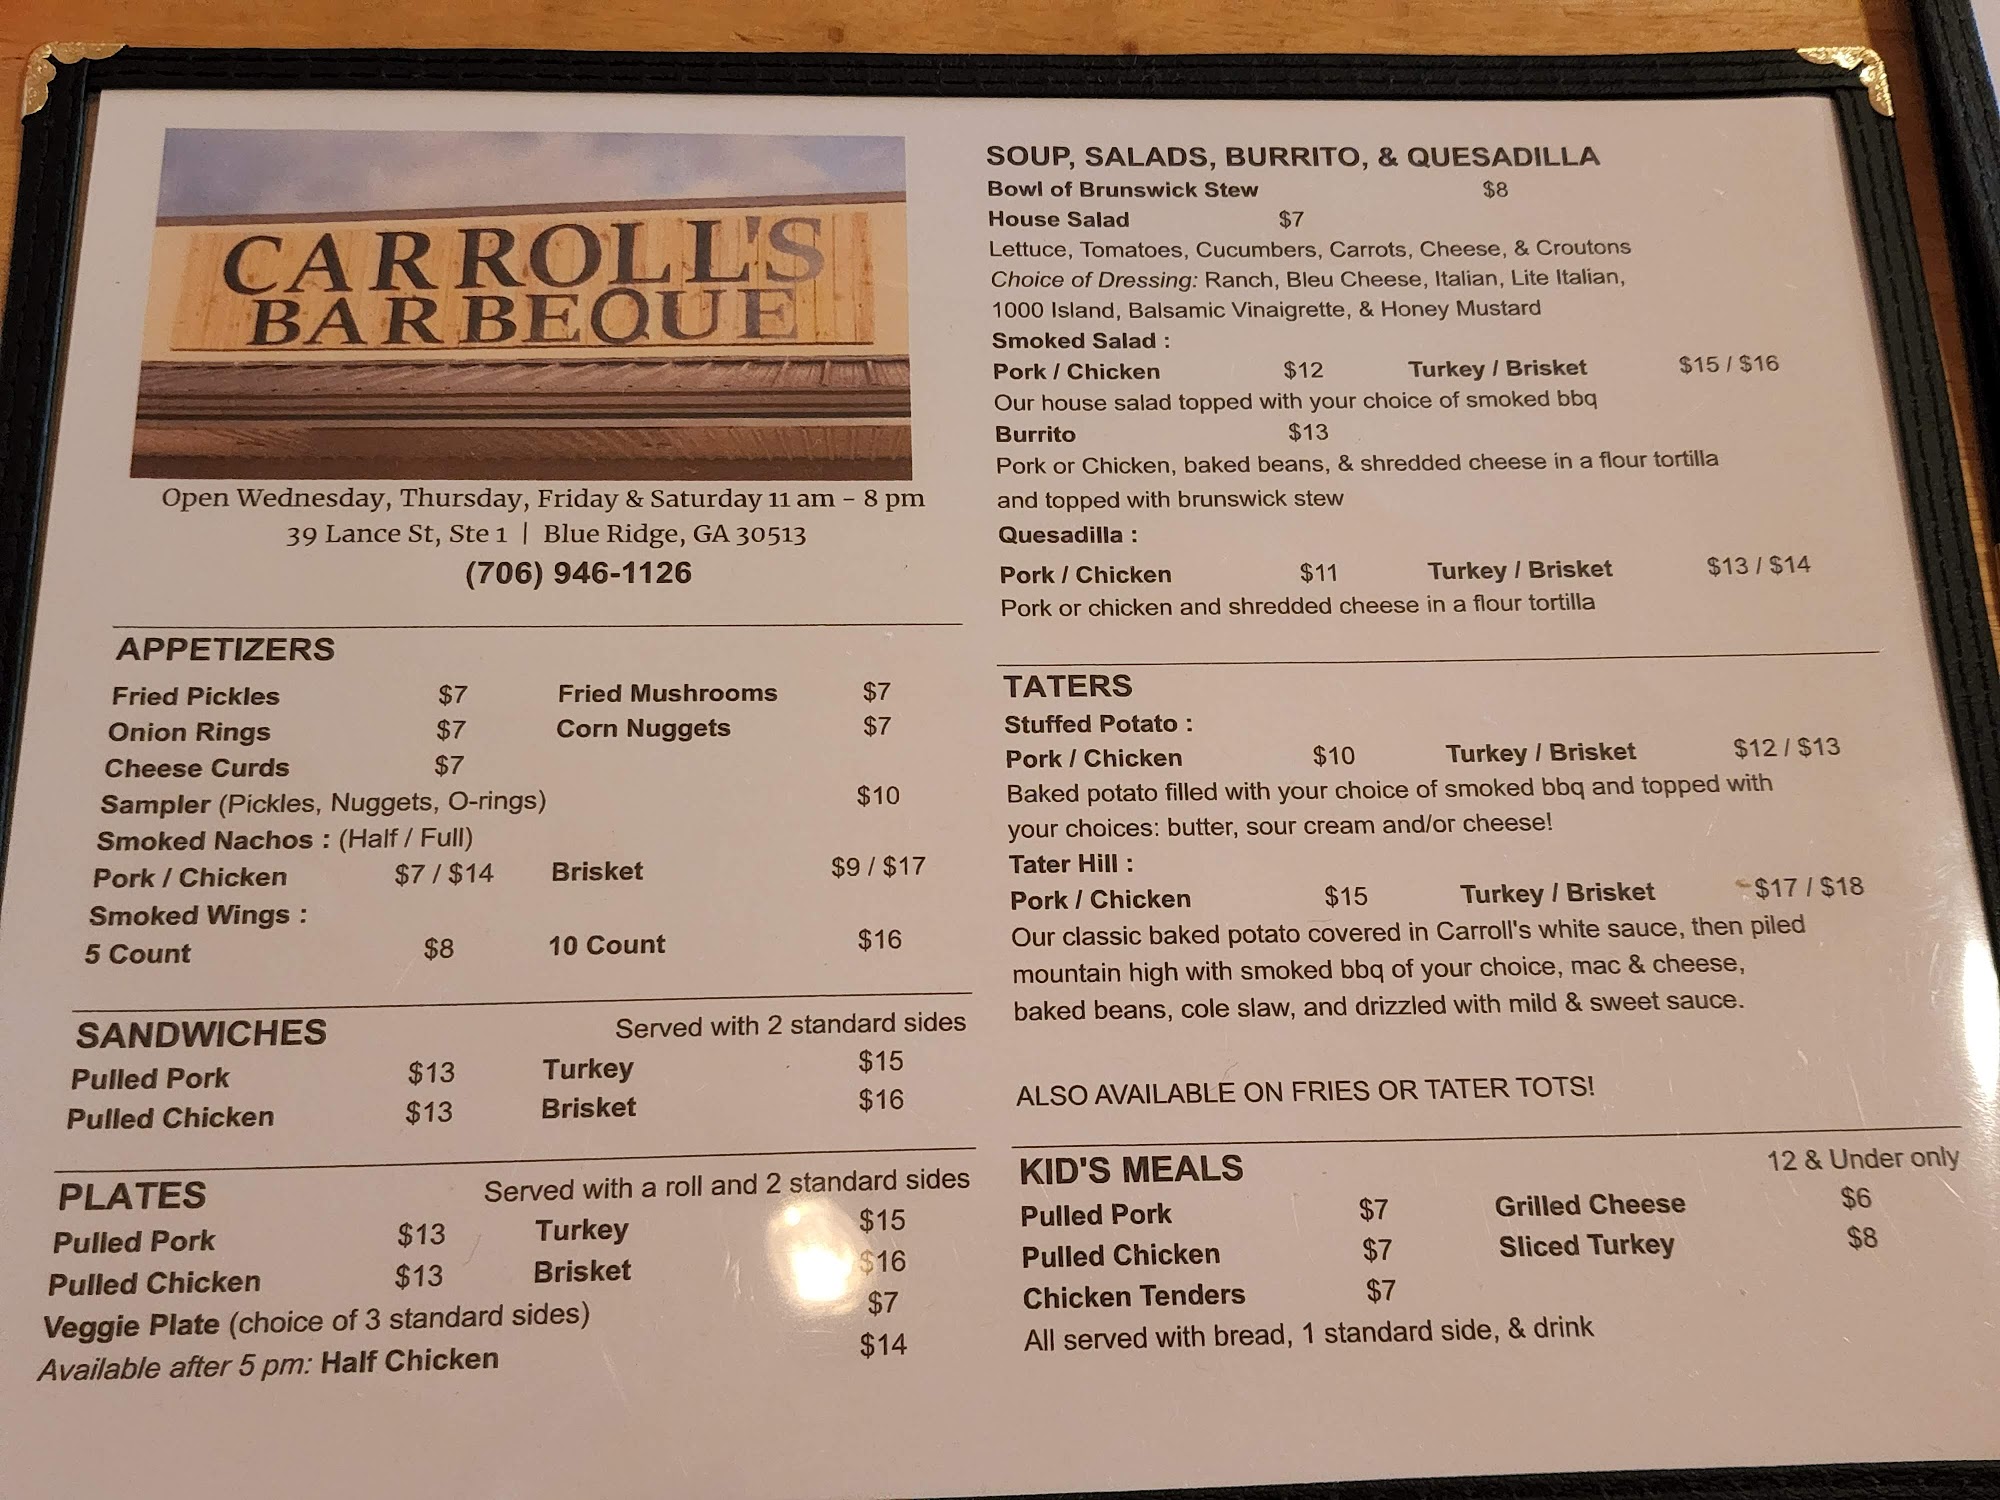 CARROLL'S
BARBEQUE
Open Wednesday, Thursday, Friday & Saturday 11 am - 8 pm
39 Lance St, Ste 1 | Blue Ridge, GA 30513
(706) 946-1126
APPETIZERS
Fried Pickles $7 Fried Mushrooms $7
Onion Rings $7 Corn Nuggets $7
Cheese Curds $7
Sampler (Pickles, Nuggets, O-rings) $10
Smoked Nachos : (Half / Full)
Pork / Chicken $7 / $14 Brisket $9 / $17
Smoked Wings :
5 Count $8 10 Count $16
SANDWICHES Served with 2 standard sides
Pulled Pork $13 Turkey $15
Pulled Chicken $13 Brisket $16
PLATES Served with a roll and 2 standard sides
Pulled Pork $13 Turkey $15
Pulled Chicken $13 Brisket $16
Veggie Plate (choice of 3 standard sides) $7
Available after 5 pm: Half Chicken $14
SOUP, SALADS, BURRITO, & QUESADILLA
Bowl of Brunswick Stew $8
House Salad $7
Lettuce, Tomatoes, Cucumbers, Carrots, Cheese, & Croutons
Choice of Dressing: Ranch, Bleu Cheese, Italian, Lite Italian,
1000 Island, Balsamic Vinaigrette, & Honey Mustard
Smoked Salad :
Pork / Chicken $12 Turkey / Brisket $15 / $16
Our house salad topped with your choice of smoked bbq
Burrito $13
Pork or Chicken, baked beans, & shredded cheese in a flour tortilla
and topped with brunswick stew
Quesadilla :
Pork / Chicken $11 Turkey / Brisket $13 / $14
Pork or chicken and shredded cheese in a flour tortilla
TATERS
Stuffed Potato :
Pork / Chicken $10 Turkey / Brisket $12 / $13
Baked potato filled with your choice of smoked bbq and topped with
your choices: butter, sour cream and/or cheese!
Tater Hill :
Pork / Chicken $15 Turkey / Brisket $17 / $18
Our classic baked potato covered in Carroll's white sauce, then piled
mountain high with smoked bbq of your choice, mac & cheese,
baked beans, cole slaw, and drizzled with mild & sweet sauce.
ALSO AVAILABLE ON FRIES OR TATER TOTS!
KID'S MEALS 12 & Under only
Pulled Pork $7 Grilled Cheese $6
Pulled Chicken $7 Sliced Turkey $8
Chicken Tenders $7
All served with bread, 1 standard side, & drink